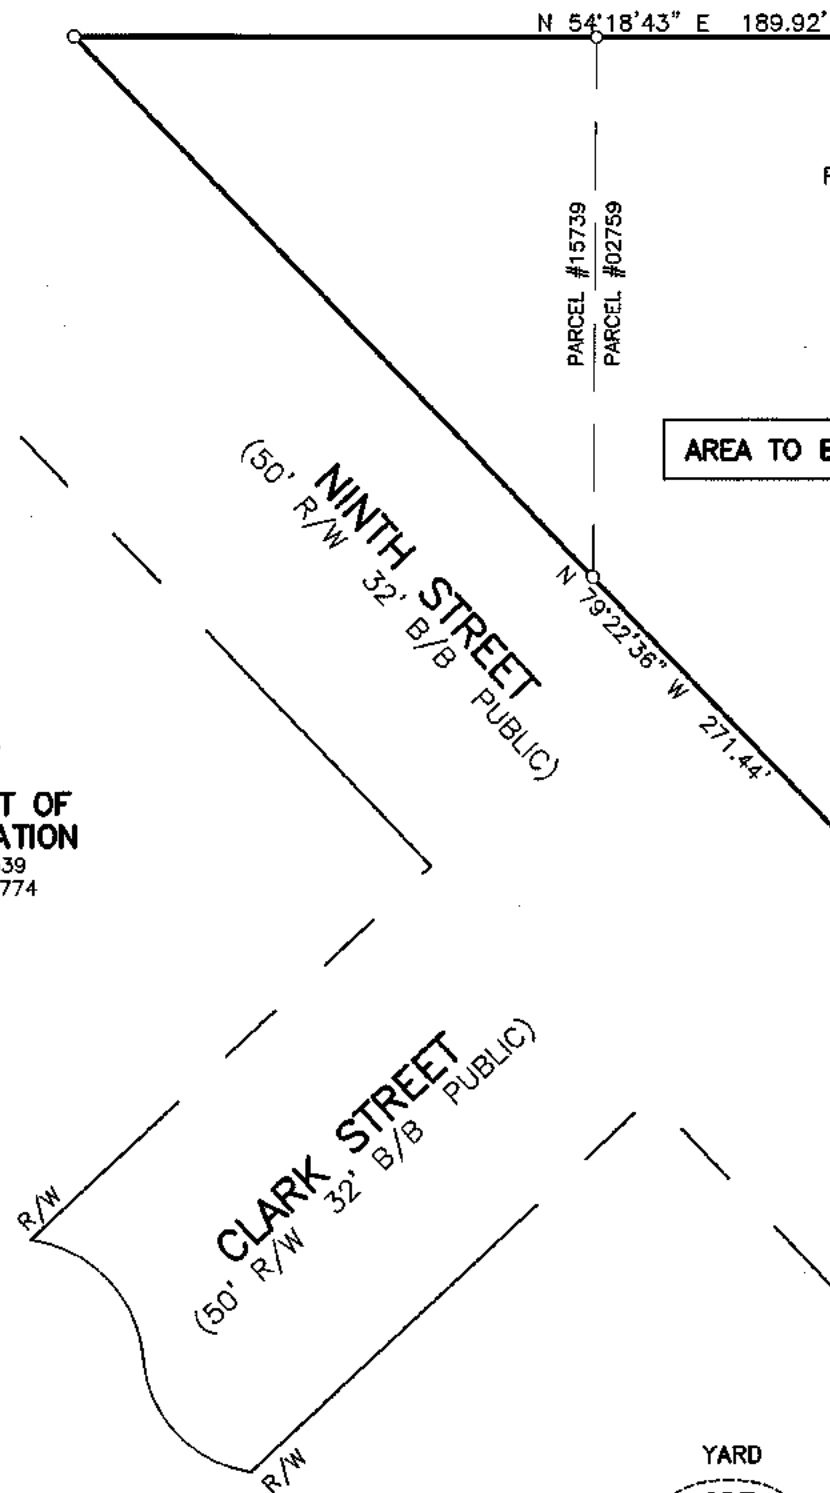 N 54°18'43" E 189.92'
PARCEL #15739
PARCEL #02759
AREA TO
NINTH STREET
(50' R/W 32' B/B PUBLIC)
N 79°22'36" W 271.44'
T OF
ATION
39
774
CLARK STREET
(50' R/W 32' B/B PUBLIC)
R/W
R/W
YARD